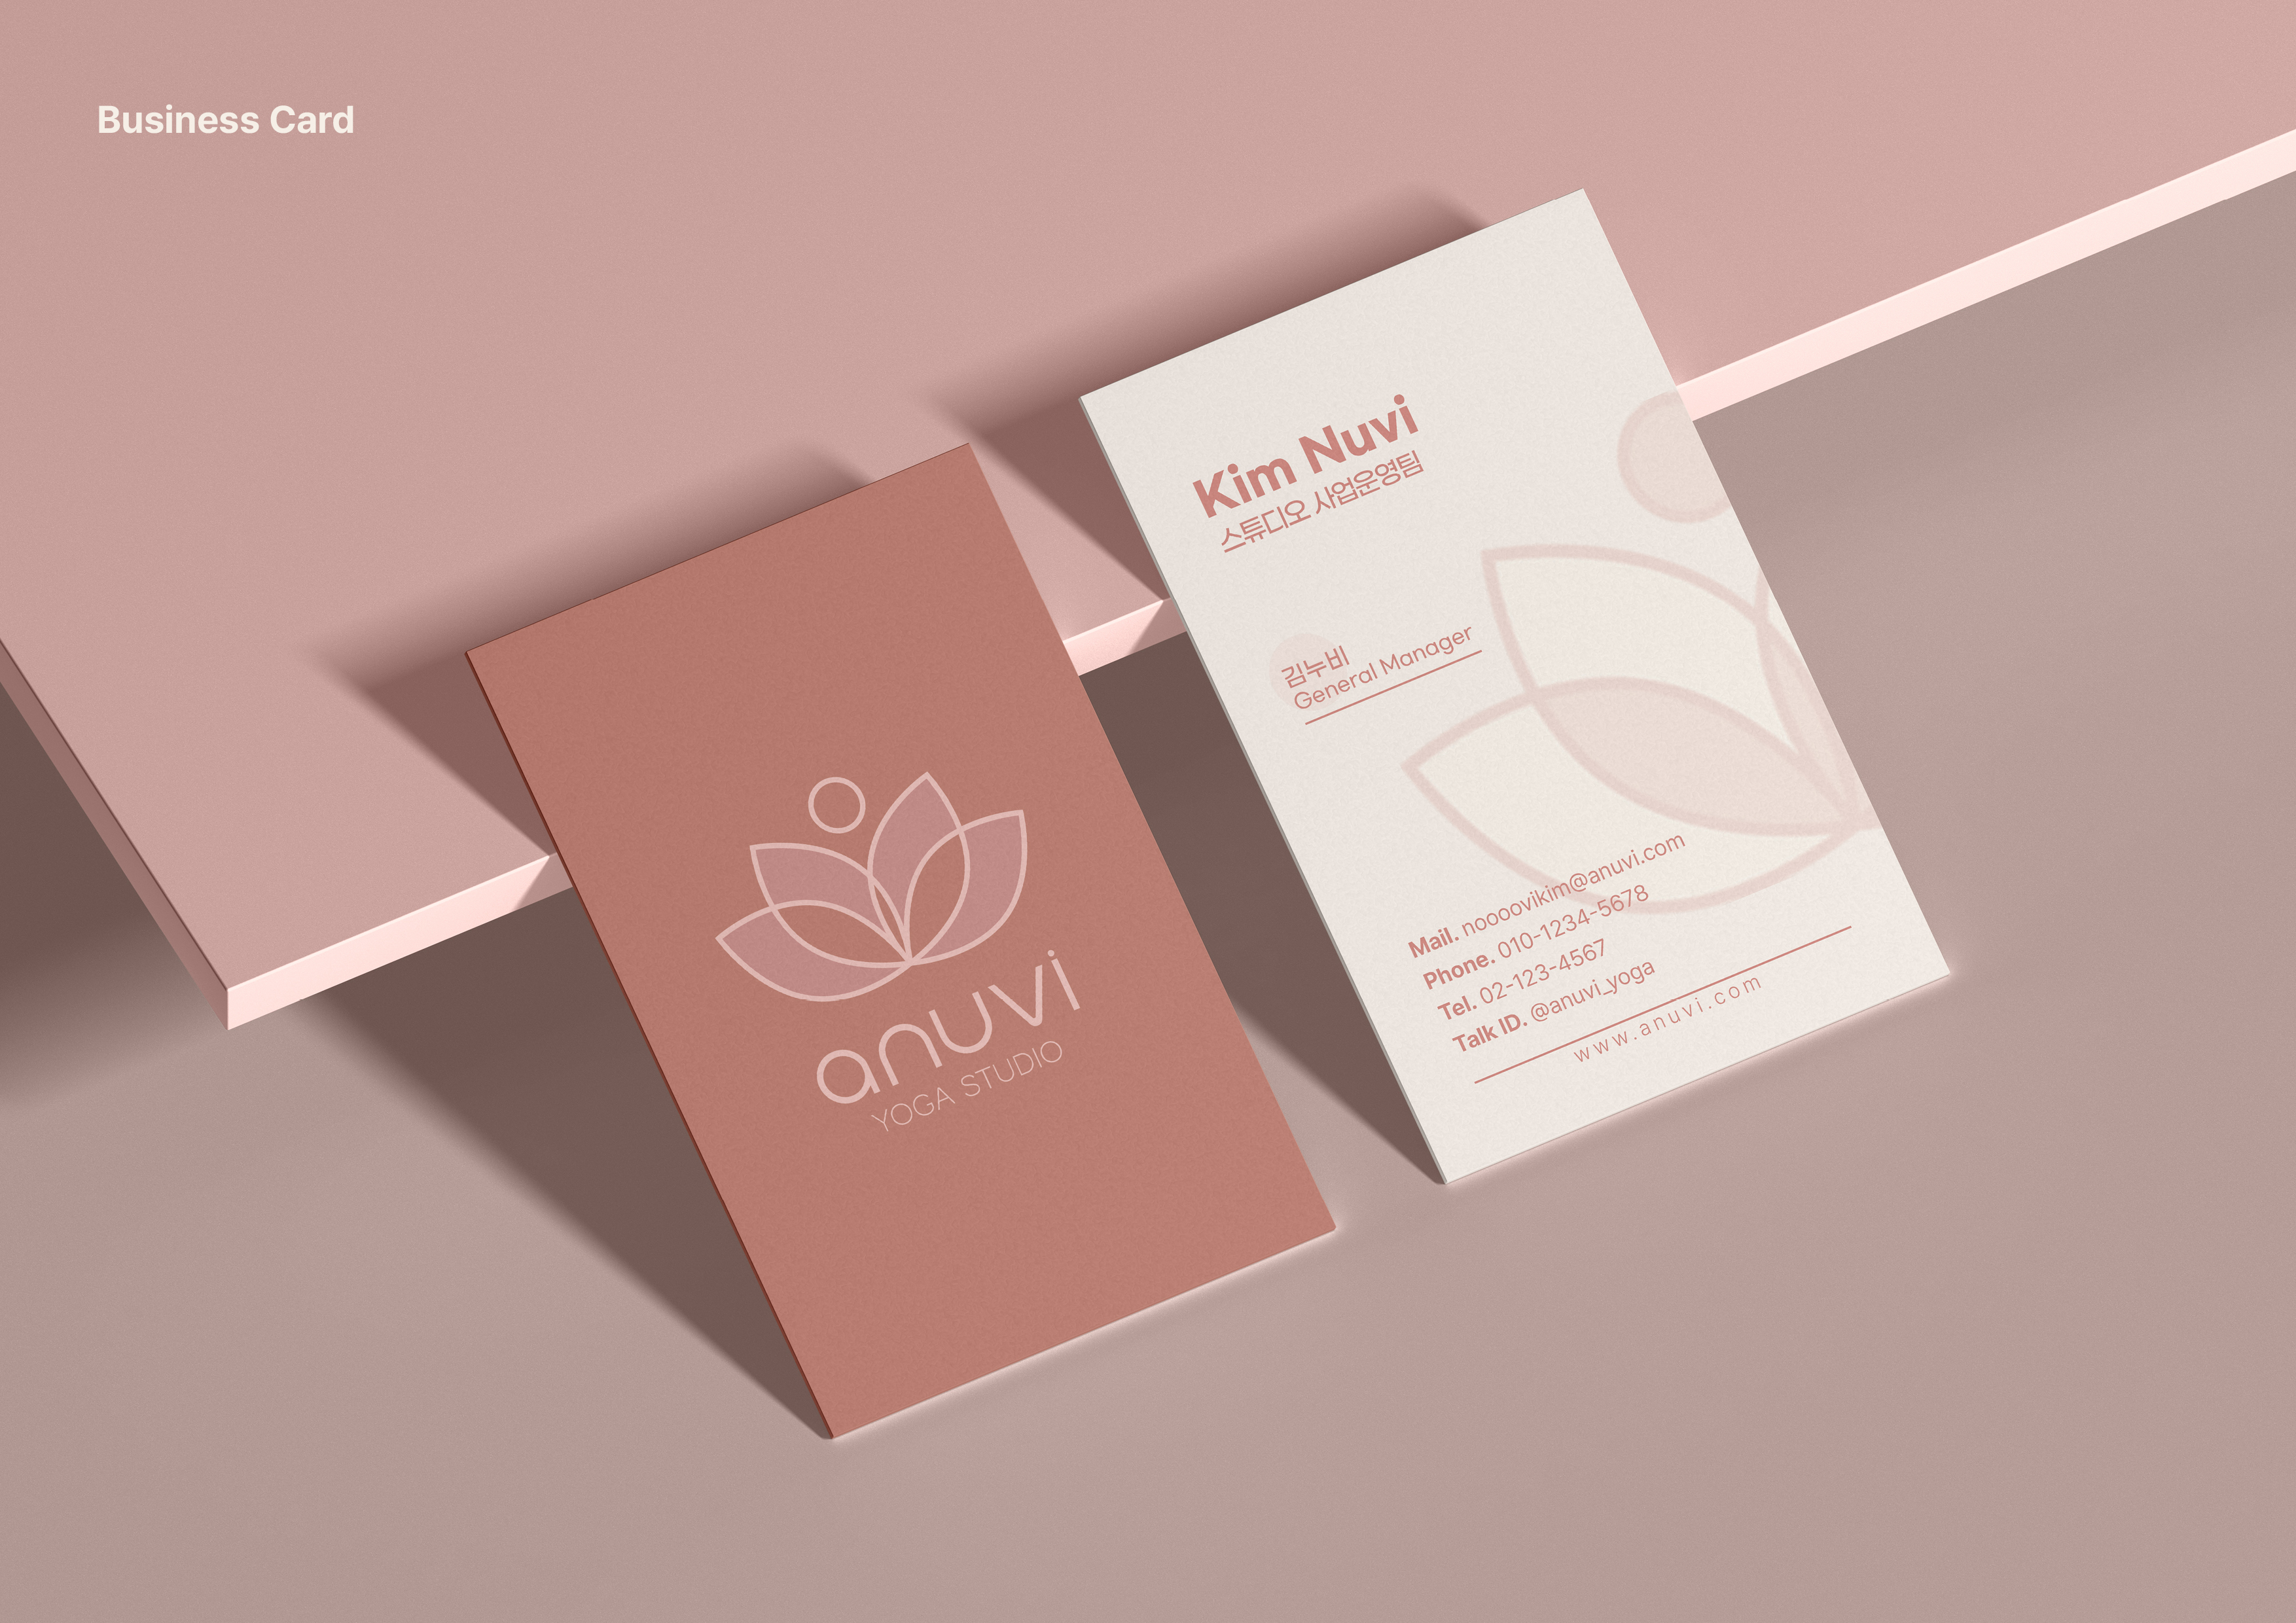 Business Card
anuvi
YOGA STUDIO
Kim Nuvi
스튜디오 사업운영팀
김누비
General Manager
Mail. noooovikim@anuvi.com
Phone. 010-1234-5678
Tel. 02-123-4567
Talk ID. @anuvi_yoga
www.anuvi.com